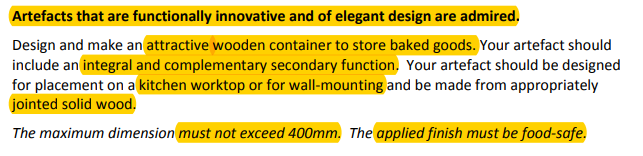 Artefacts that are functionally innovative and of elegant design are admired.
Design and make an attractive wooden container to store baked goods. Your artefact should
include an integral and complementary secondary function.  Your artefact should be designed
for placement on a kitchen worktop or for wall-mounting and be made from appropriately
jointed solid wood.
The maximum dimension must not exceed 400mm.  The applied finish must be food-safe.